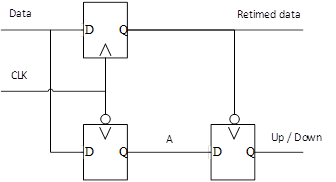 Data
Retimed data
D Q
CLK
A
Up / Down
D Q
D Q